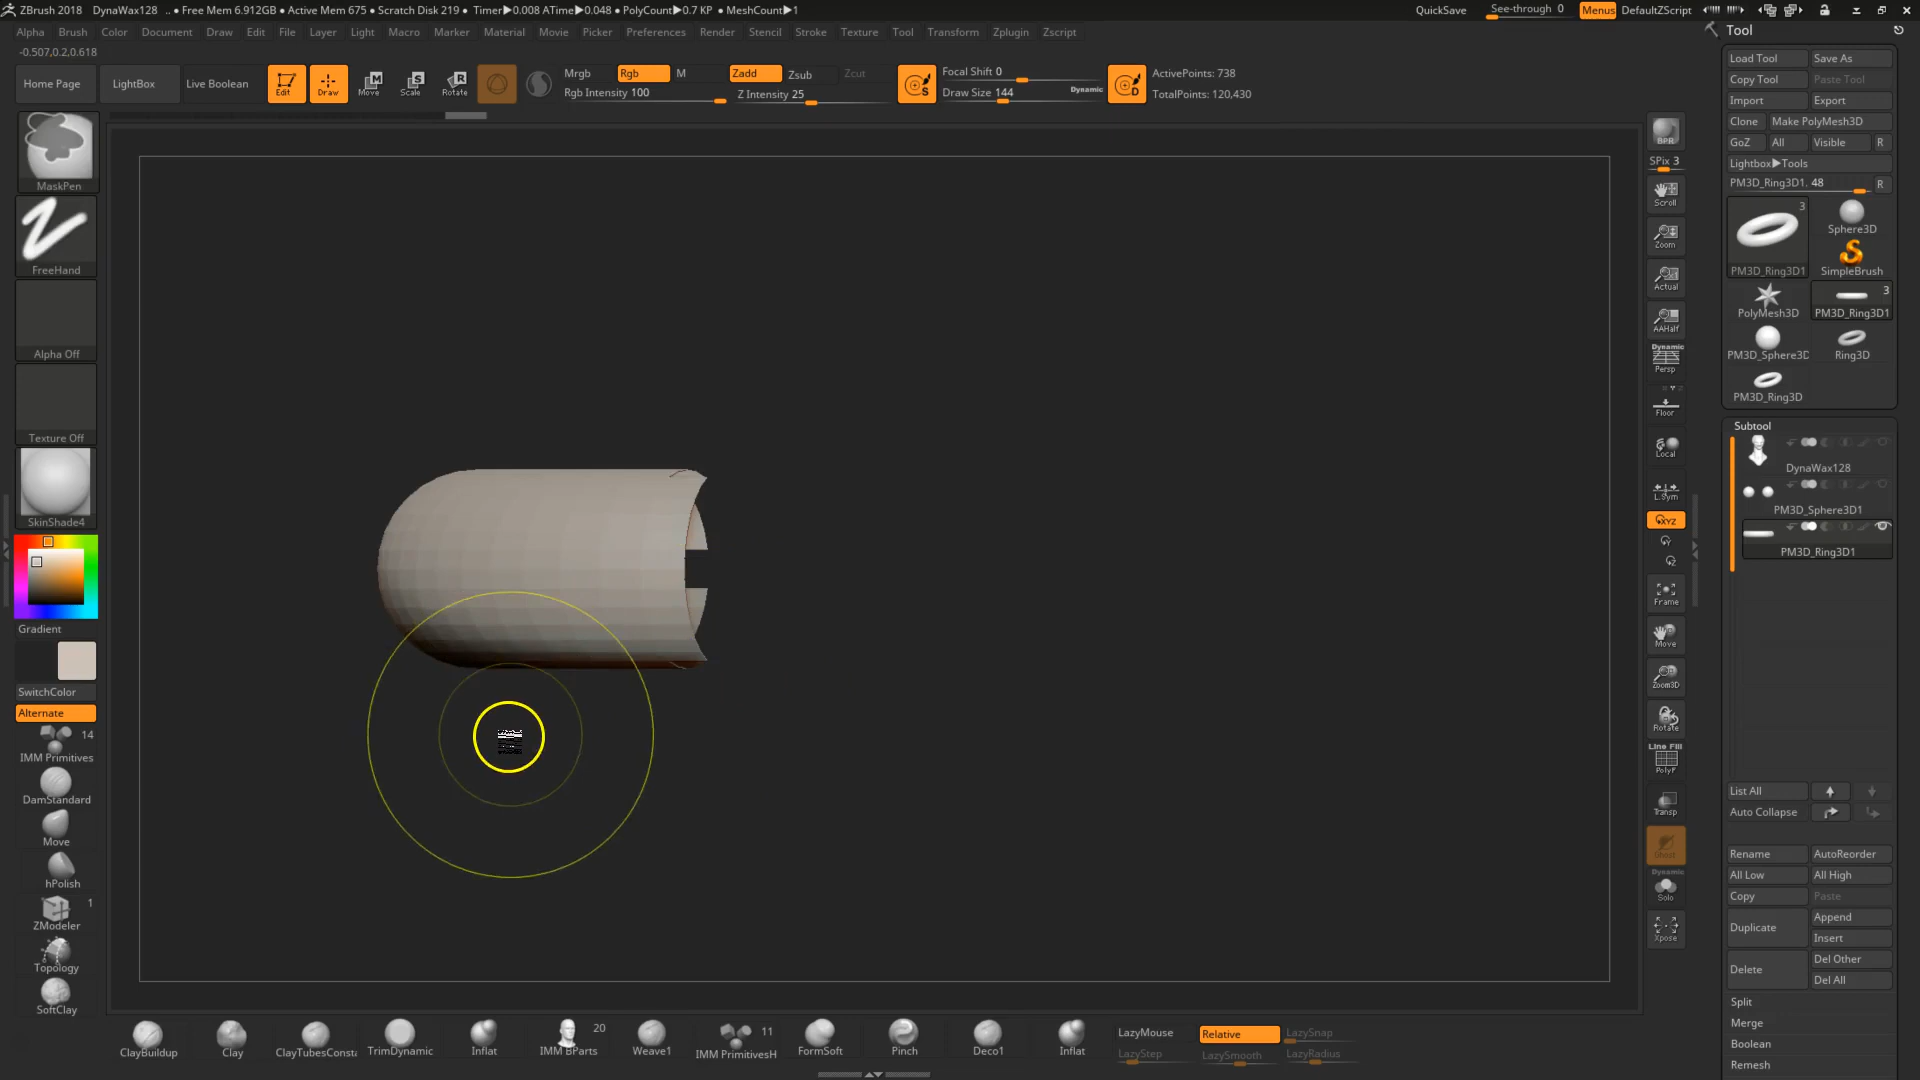 ZBrush 2018 DynaWax128 .. ● Free Mem 6.912GB ● Active Mem 675 ● Scratch Disk 219 ● Timer▶0.008 ATime▶0.048 ● PolyCount▶0.7 KP ● MeshCount▶1 QuickSave See-through 0 Menus DefaultZScript
Alpha Brush Color Document Draw Edit File Layer Light Macro Marker Material Movie Picker Preferences Render Stencil Stroke Texture Tool Transform Zplugin Zscript
-0.507,0.2,0.618
Home Page LightBox Live Boolean Edit Draw Move Scale Rotate
Mrgb Rgb M Zadd Zsub Zcut
Rgb Intensity 100 Z Intensity 25
Focal Shift 0
Draw Size 144 Dynamic
ActivePoints: 738
TotalPoints: 120,430
MaskPen
FreeHand
Alpha Off
Texture Off
SkinShade4
Gradient
SwitchColor
Alternate
14
IMM Primitives
DamStandard
Move
hPolish
1
ZModeler
Topology
SoftClay
ClayBuildup Clay ClayTubesConsta TrimDynamic Inflat IMM BParts 20 Weave1 IMM PrimitivesH 11 FormSoft Pinch Deco1 Inflat
LazyMouse Relative LazySnap
LazyStep LazySmooth LazyRadius
BPR
SPix 3
Scroll
Zoom
Actual
AAHalf
Dynamic
Persp
Floor
Local
L.Sym
XYZ
Frame
Move
Zoom3D
Rotate
Line Fill
PolyF
Transp
Ghost
Dynamic
Solo
Xpose
Tool
Load Tool Save As
Copy Tool Paste Tool
Import Export
Clone Make PolyMesh3D
GoZ All Visible R
Lightbox▶Tools
PM3D_Ring3D1. 48 R
3
Sphere3D
PM3D_Ring3D1 SimpleBrush
3
PolyMesh3D PM3D_Ring3D1
PM3D_Sphere3D Ring3D
PM3D_Ring3D
Subtool
DynaWax128
PM3D_Sphere3D1
PM3D_Ring3D1
List All
Auto Collapse
Rename AutoReorder
All Low All High
Copy Paste
Duplicate Append
Insert
Delete Del Other
Del All
Split
Merge
Boolean
Remesh